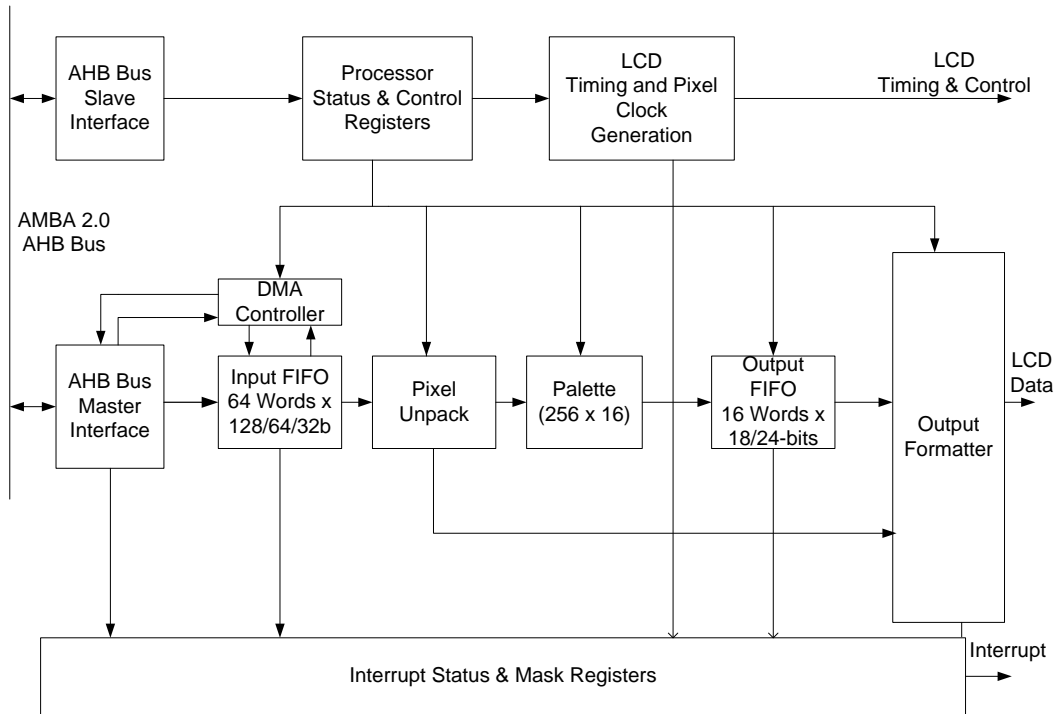 AHB Bus
Slave
Interface
Processor
Status & Control
Registers
LCD
Timing and Pixel
Clock
Generation
LCD
Timing & Control
AMBA 2.0
AHB Bus
DMA
Controller
AHB Bus
Master
Interface
Input FIFO
64 Words x
128/64/32b
Pixel
Unpack
Palette
(256 x 16)
Output
FIFO
16 Words x
18/24-bits
Output
Formatter
LCD
Data
Interrupt Status & Mask Registers
Interrupt